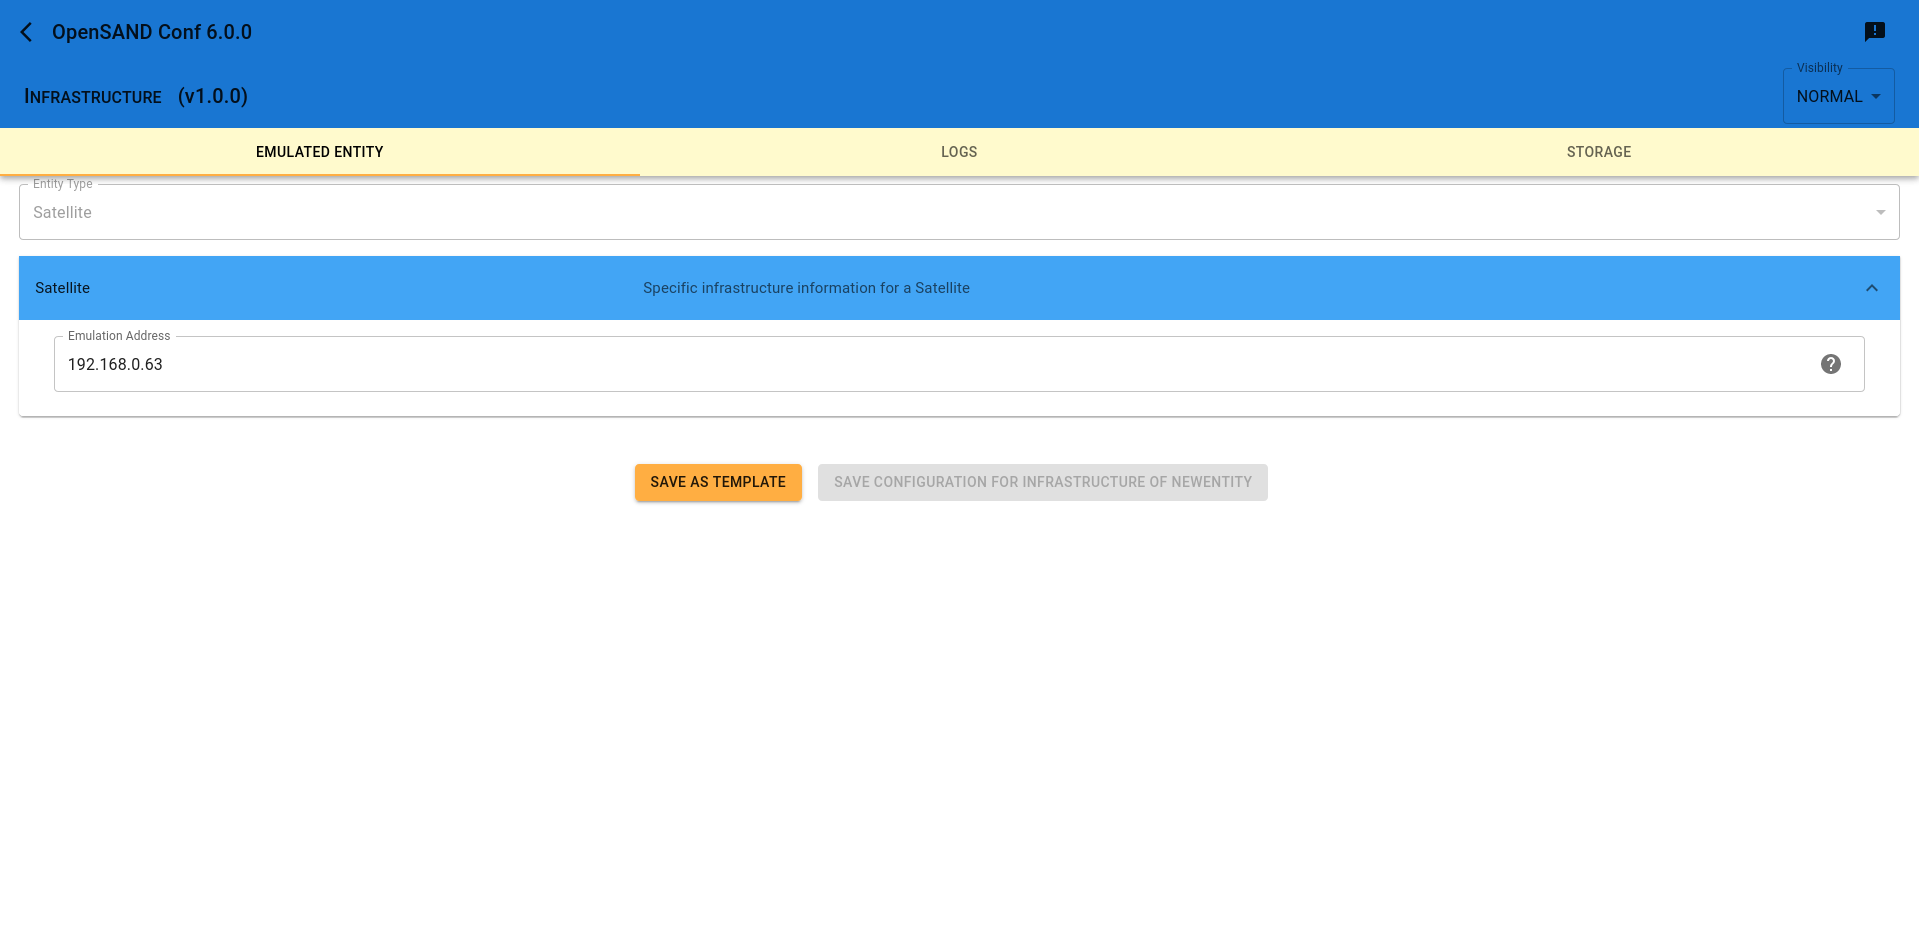 OpenSAND Conf 6.0.0
INFRASTRUCTURE (v1.0.0)
Visibility
NORMAL
EMULATED ENTITY
LOGS
STORAGE
Entity Type
Satellite
Satellite
Specific infrastructure information for a Satellite
Emulation Address
192.168.0.63
SAVE AS TEMPLATE
SAVE CONFIGURATION FOR INFRASTRUCTURE OF NEWENTITY